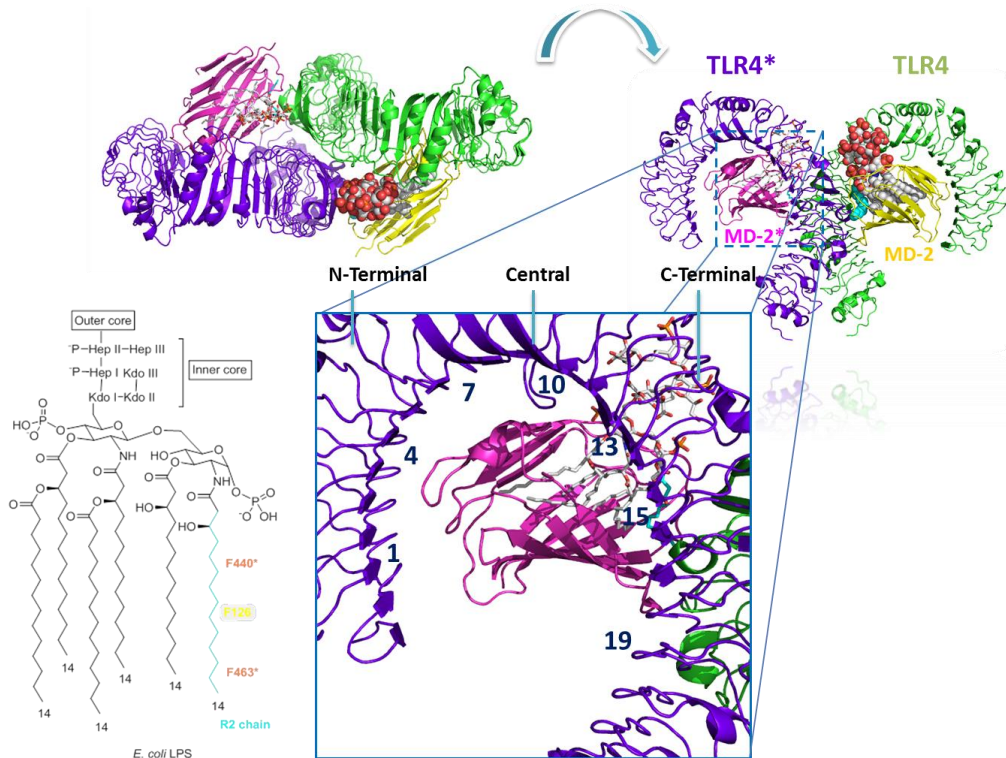 TLR4* TLR4
MD-2* MD-2
N-Terminal Central C-Terminal
7 10
4 13
15
1
19
Outer core
⁻P–Hep II–Hep III
⁻P–Hep I Kdo III
Kdo I–Kdo II
Inner core
HO P O O⁻
O O O
HO O
O O NH O O NH O
O P OH O⁻
O O O OH HO
F440*
F126
F463*
14 14 14 14 14 14
R2 chain
E. coli LPS